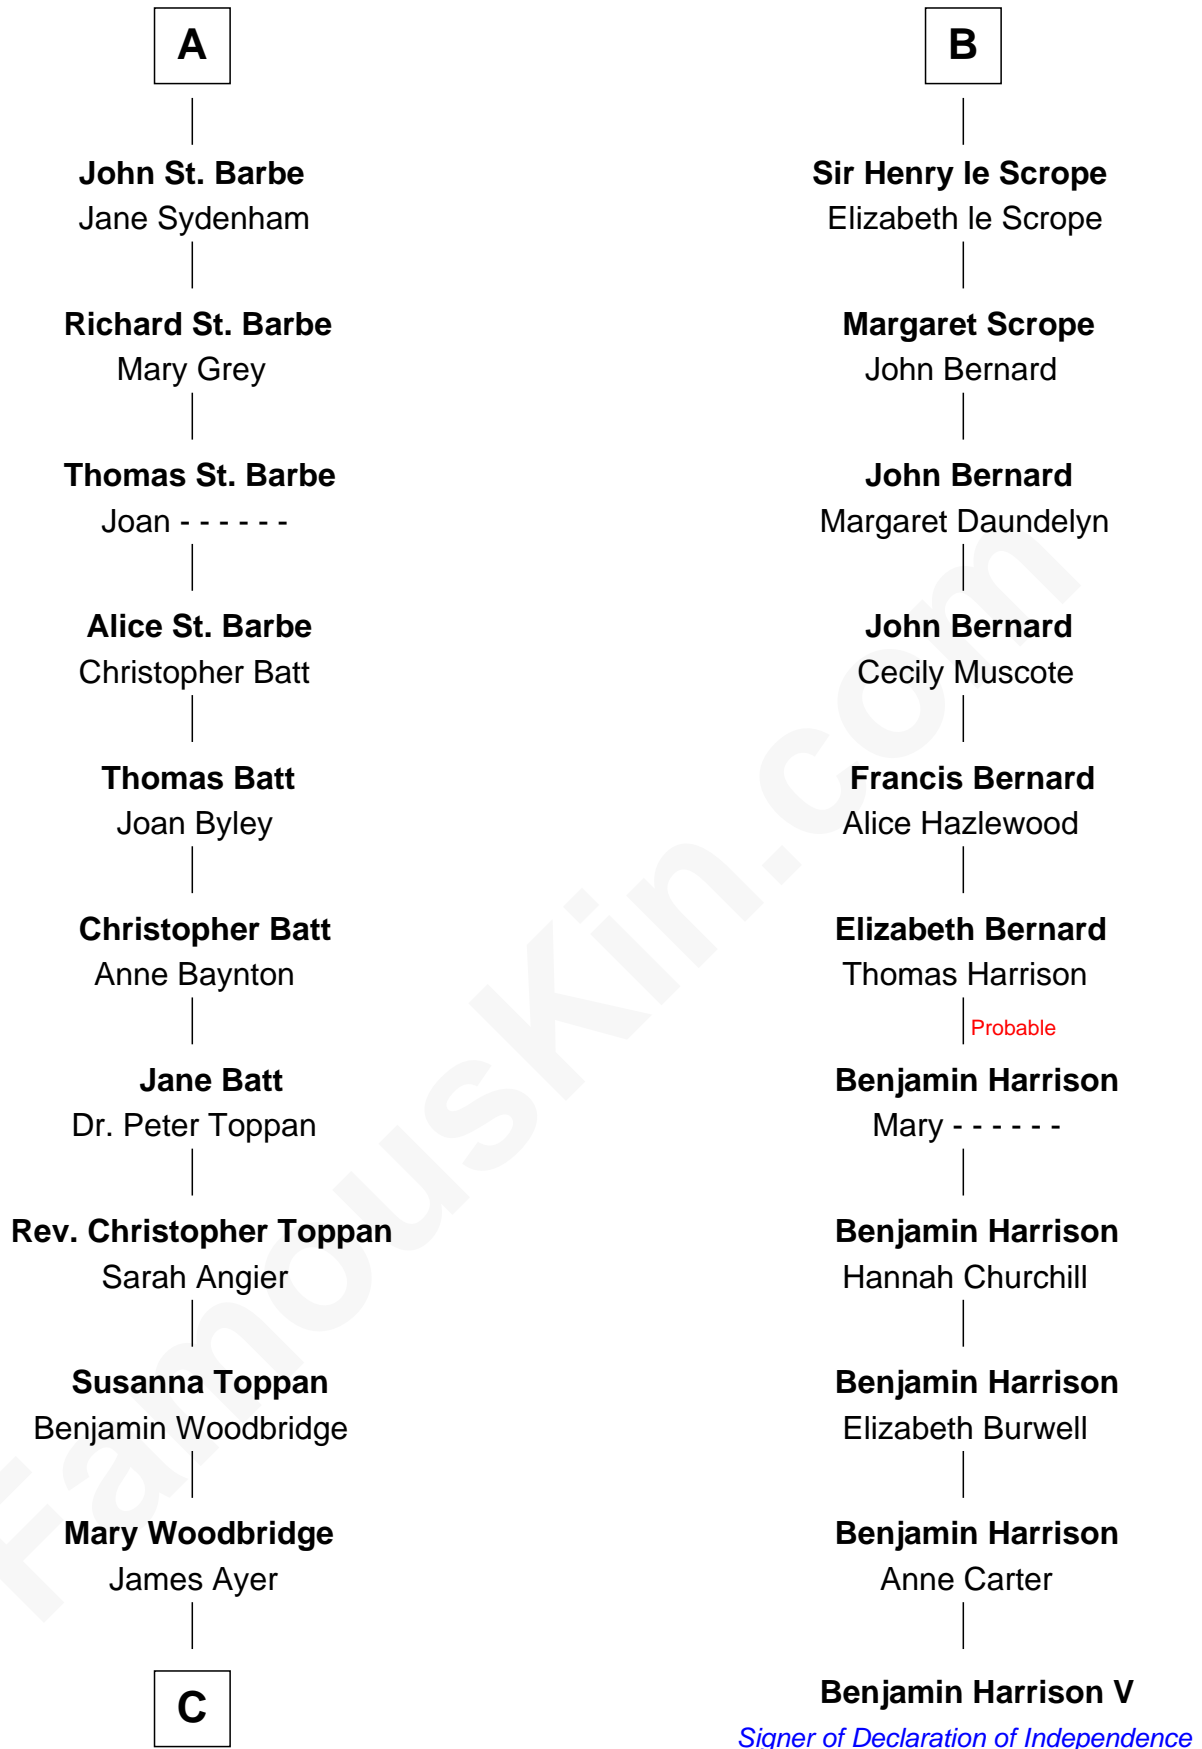 A
John St. Barbe
Jane Sydenham
Richard St. Barbe
Mary Grey
Thomas St. Barbe
Joan - - - - - -
Alice St. Barbe
Christopher Batt
Thomas Batt
Joan Byley
Christopher Batt
Anne Baynton
Jane Batt
Dr. Peter Toppan
Rev. Christopher Toppan
Sarah Angier
Susanna Toppan
Benjamin Woodbridge
Mary Woodbridge
James Ayer
C
B
Sir Henry le Scrope
Elizabeth le Scrope
Margaret Scrope
John Bernard
John Bernard
Margaret Daundelyn
John Bernard
Cecily Muscote
Francis Bernard
Alice Hazlewood
Elizabeth Bernard
Thomas Harrison
Probable
Benjamin Harrison
Mary - - - - - -
Benjamin Harrison
Hannah Churchill
Benjamin Harrison
Elizabeth Burwell
Benjamin Harrison
Anne Carter
Benjamin Harrison V
Signer of Declaration of Independence
FamousKin.com